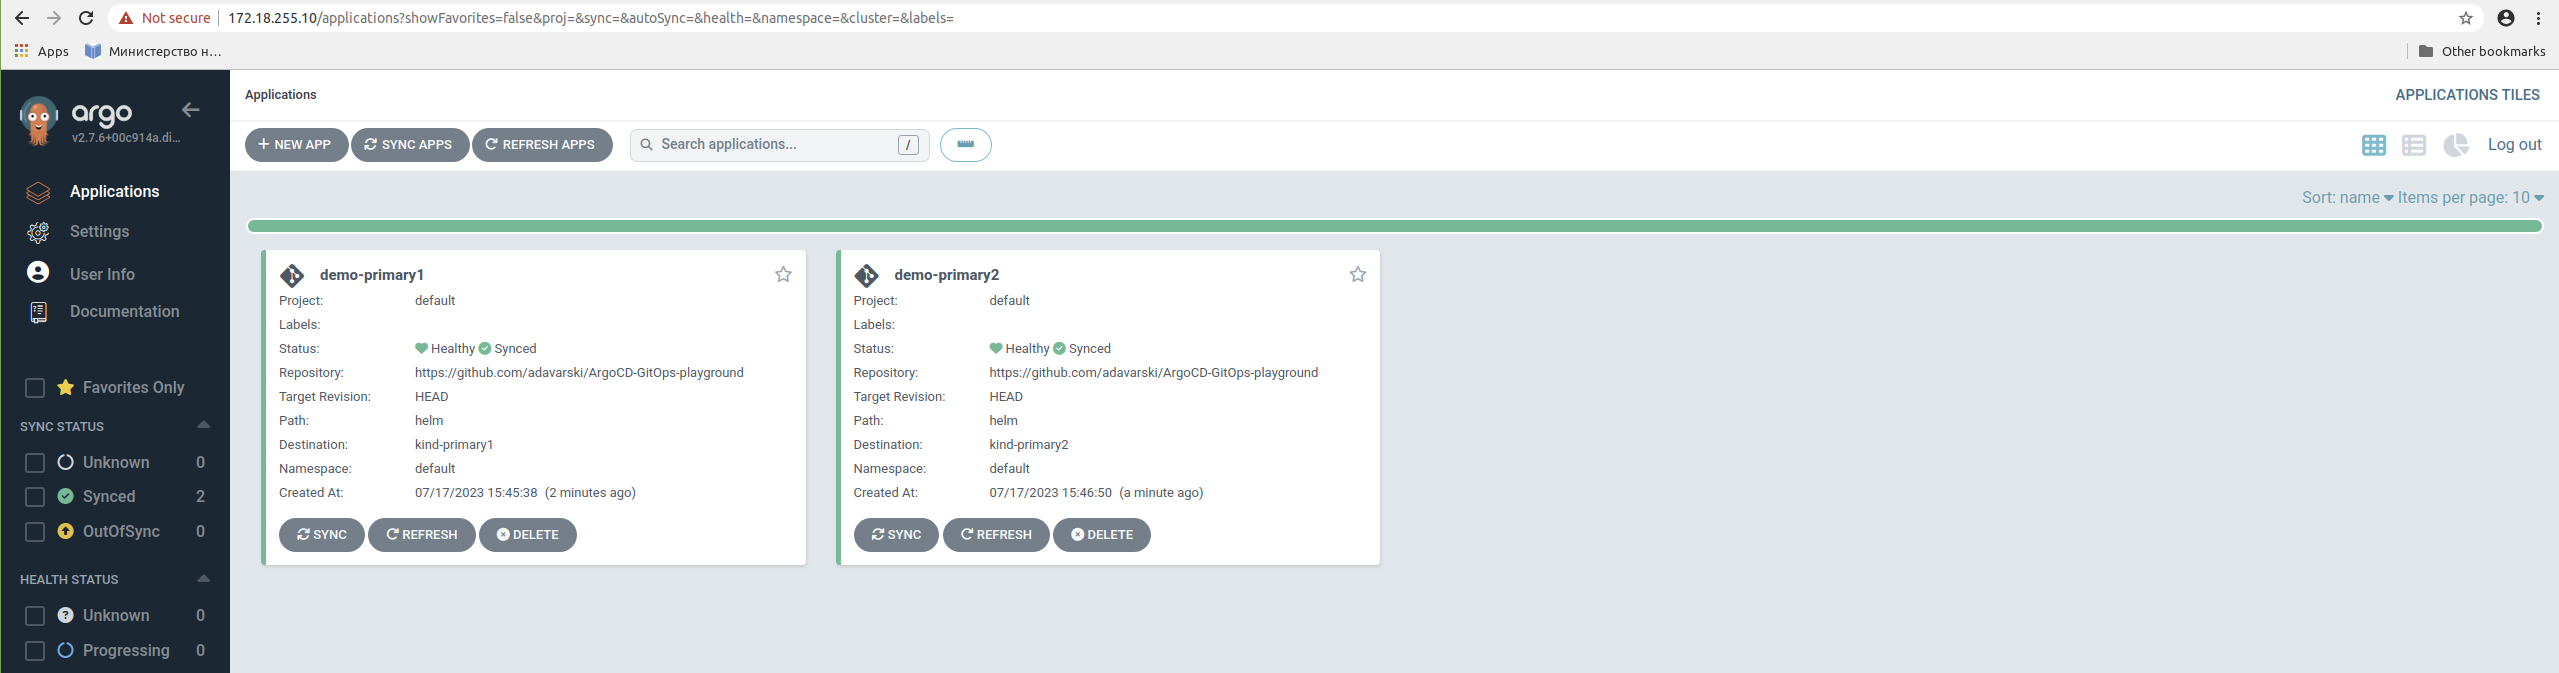 Not secure 172.18.255.10/applications?showFavorites=false&proj=&sync=&autoSync=&health=&namespace=&cluster=&labels=
Apps Министерство н... Other bookmarks
argo
v2.7.6+00c914a.di...
Applications
Settings
User Info
Documentation
Favorites Only
SYNC STATUS
Unknown 0
Synced 2
OutOfSync 0
HEALTH STATUS
Unknown 0
Progressing 0
Applications APPLICATIONS TILES
NEW APP SYNC APPS REFRESH APPS Search applications... / Log out
Sort: name Items per page: 10
demo-primary1
Project: default
Labels:
Status: Healthy Synced
Repository: https://github.com/adavarski/ArgoCD-GitOps-playground
Target Revision: HEAD
Path: helm
Destination: kind-primary1
Namespace: default
Created At: 07/17/2023 15:45:38 (2 minutes ago)
SYNC REFRESH DELETE
demo-primary2
Project: default
Labels:
Status: Healthy Synced
Repository: https://github.com/adavarski/ArgoCD-GitOps-playground
Target Revision: HEAD
Path: helm
Destination: kind-primary2
Namespace: default
Created At: 07/17/2023 15:46:50 (a minute ago)
SYNC REFRESH DELETE